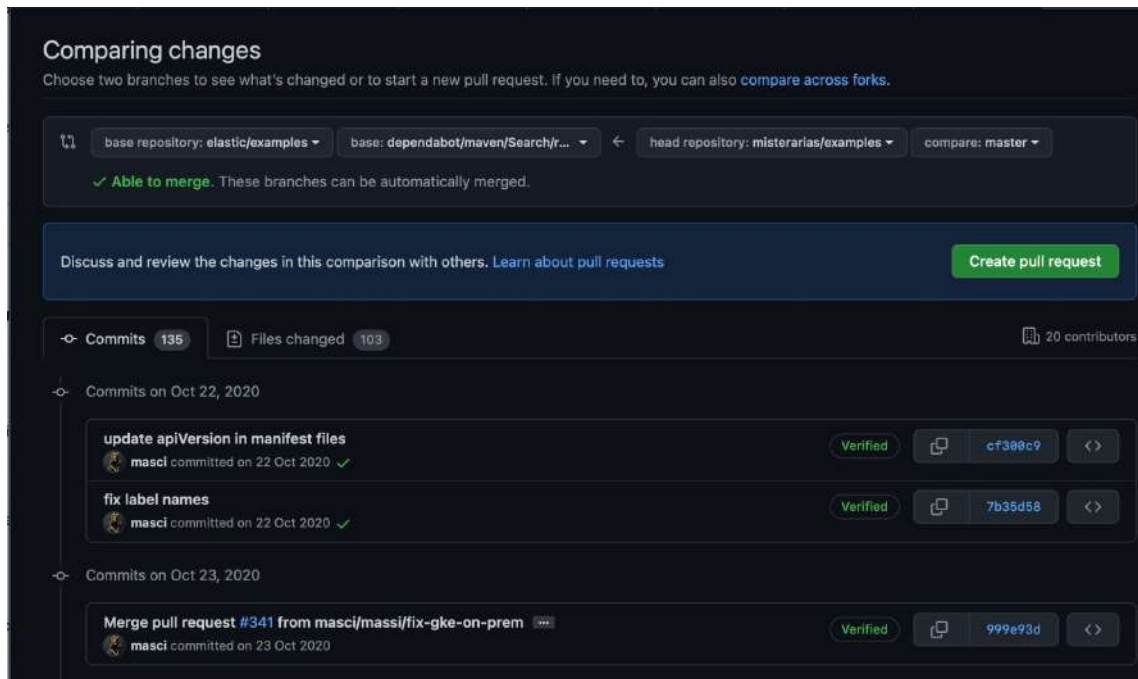 Comparing changes
Choose two branches to see what's changed or to start a new pull request. If you need to, you can also compare across forks.
base repository: elastic/examples base: dependabot/maven/Search/r... ← head repository: misterarias/examples compare: master
✓ Able to merge. These branches can be automatically merged.
Discuss and review the changes in this comparison with others. Learn about pull requests Create pull request
Commits 135 Files changed 103 20 contributors
Commits on Oct 22, 2020
update apiVersion in manifest files
masci committed on 22 Oct 2020 ✓ Verified cf300c9 <>
fix label names
masci committed on 22 Oct 2020 ✓ Verified 7b35d58 <>
Commits on Oct 23, 2020
Merge pull request #341 from masci/massi/fix-gke-on-prem ...
masci committed on 23 Oct 2020 Verified 999e93d <>